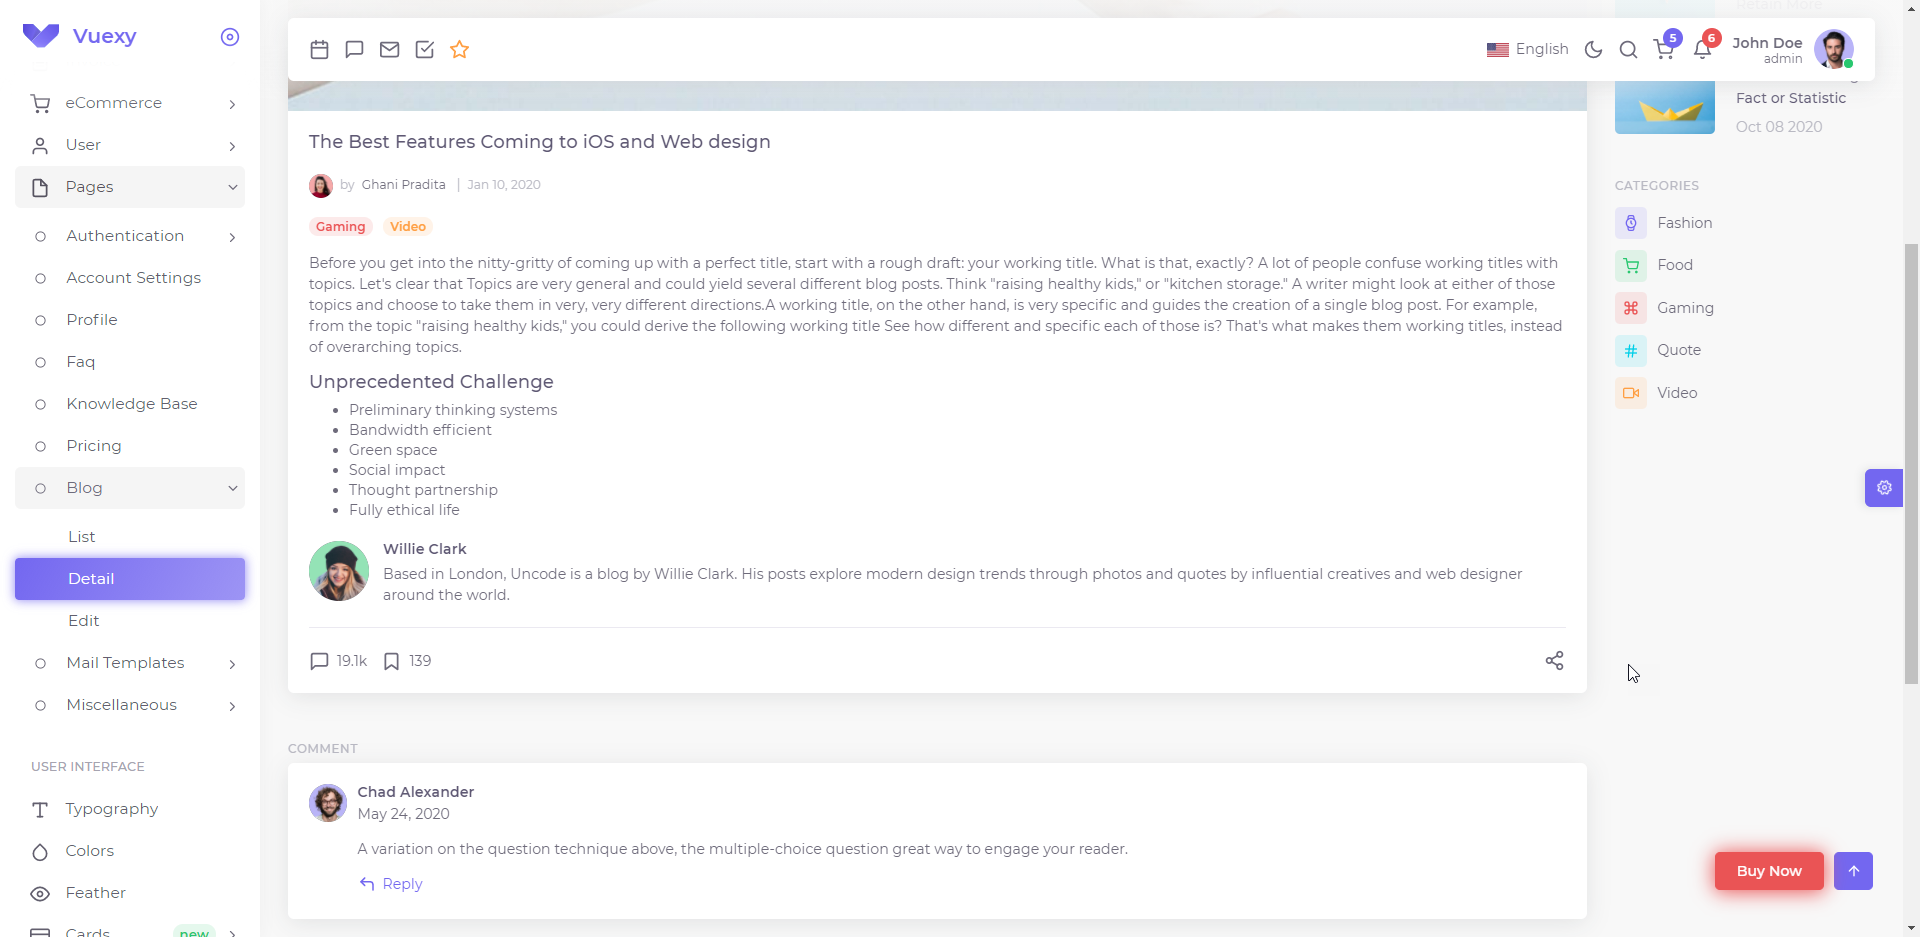 Vuexy
eCommerce
User
Pages
Authentication
Account Settings
Profile
Faq
Knowledge Base
Pricing
Blog
List
Detail
Edit
Mail Templates
Miscellaneous
USER INTERFACE
Typography
Colors
Feather
Cards new
English
5
6
John Doe
admin
The Best Features Coming to iOS and Web design
by Ghani Pradita | Jan 10, 2020
Gaming Video
Before you get into the nitty-gritty of coming up with a perfect title, start with a rough draft: your working title. What is that, exactly? A lot of people confuse working titles with
topics. Let's clear that Topics are very general and could yield several different blog posts. Think "raising healthy kids," or "kitchen storage." A writer might look at either of those
topics and choose to take them in very, very different directions.A working title, on the other hand, is very specific and guides the creation of a single blog post. For example,
from the topic "raising healthy kids," you could derive the following working title See how different and specific each of those is? That's what makes them working titles, instead
of overarching topics.
Unprecedented Challenge
Preliminary thinking systems
Bandwidth efficient
Green space
Social impact
Thought partnership
Fully ethical life
Willie Clark
Based in London, Uncode is a blog by Willie Clark. His posts explore modern design trends through photos and quotes by influential creatives and web designer
around the world.
19.1k 139
COMMENT
Chad Alexander
May 24, 2020
A variation on the question technique above, the multiple-choice question great way to engage your reader.
Reply
Retain More
Fact or Statistic
Oct 08 2020
CATEGORIES
Fashion
Food
Gaming
Quote
Video
Buy Now